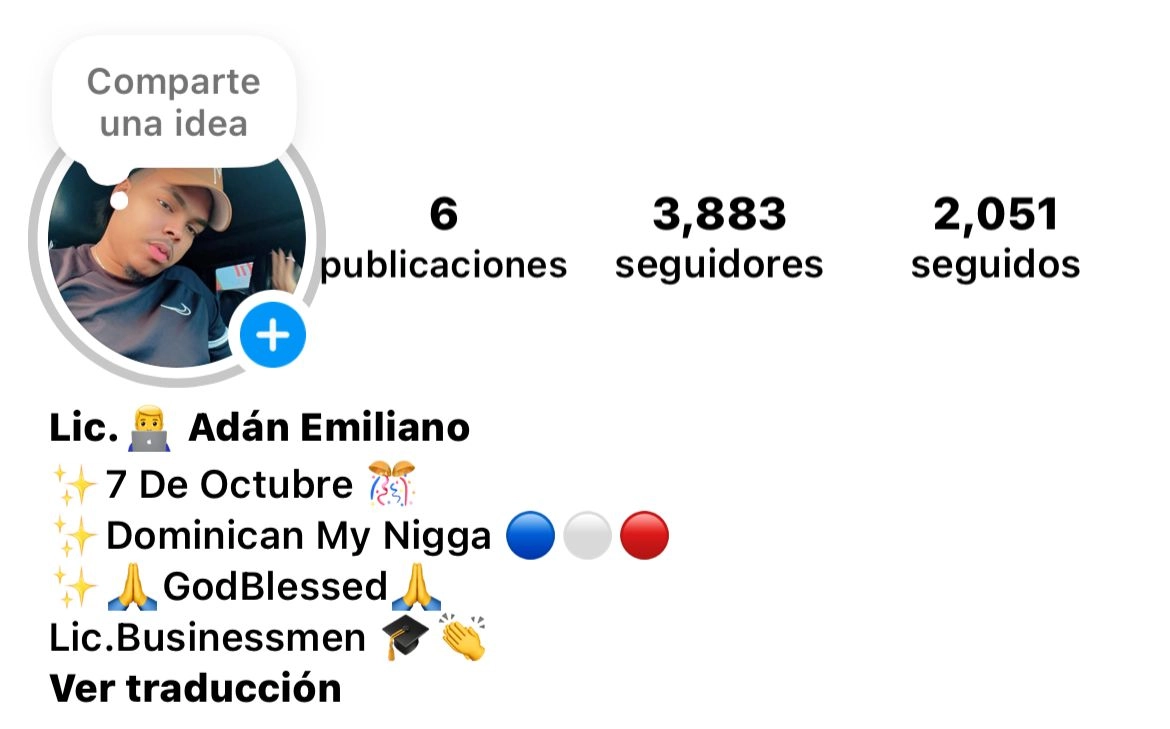 Comparte
una idea
6
publicaciones
3,883
seguidores
2,051
seguidos
Lic.👨‍💻 Adán Emiliano
✨7 De Octubre 🎊
✨Dominican My Nigga 🔵⚪🔴
✨🙏GodBlessed🙏
Lic.Businessmen 🎓👏
Ver traducción